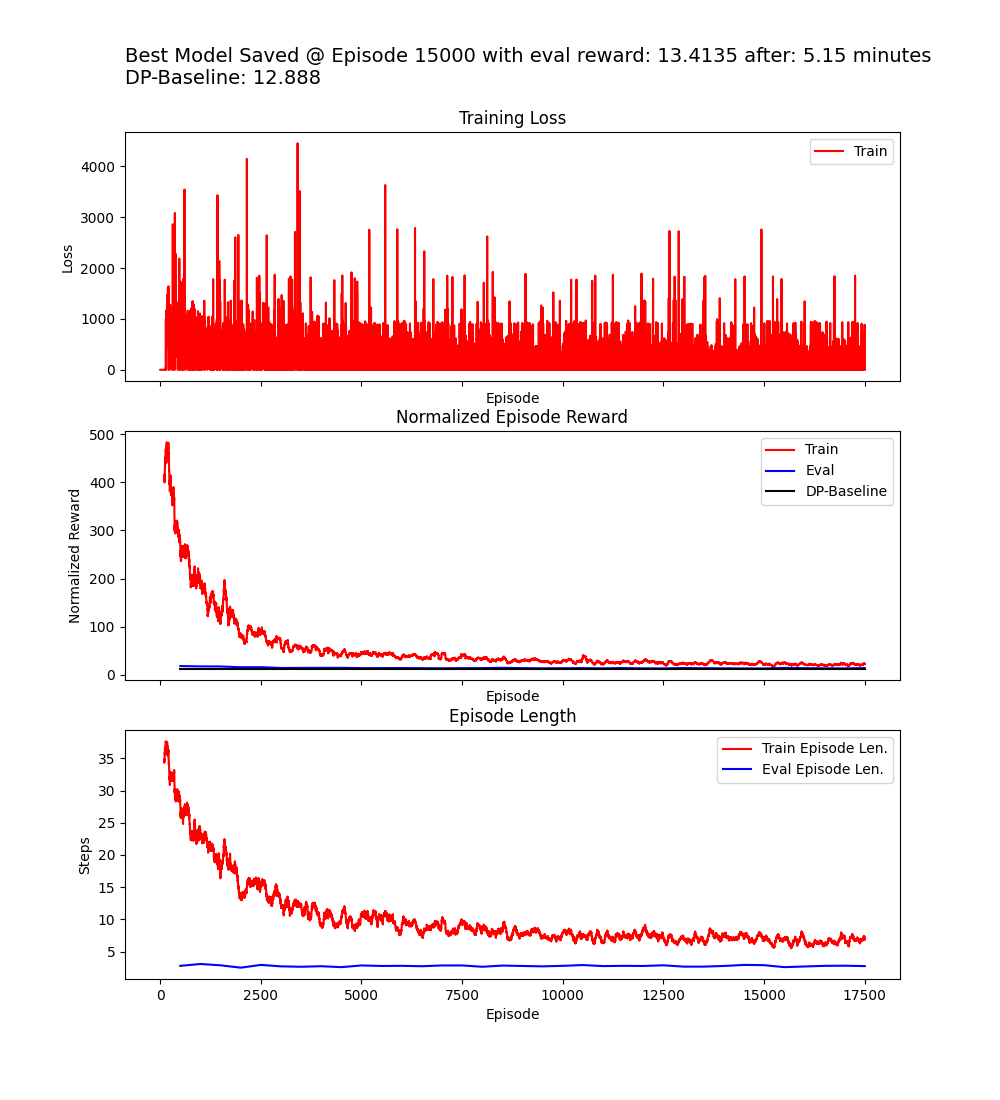 Best Model Saved @ Episode 15000 with eval reward: 13.4135 after: 5.15 minutes
DP-Baseline: 12.888
Training Loss
Train
4000
3000
2000
1000
0
Loss
Episode
Normalized Episode Reward
Train
Eval
DP-Baseline
500
400
300
200
100
0
Normalized Reward
Episode
Episode Length
Train Episode Len.
Eval Episode Len.
35
30
25
20
15
10
5
Steps
0 2500 5000 7500 10000 12500 15000 17500
Episode